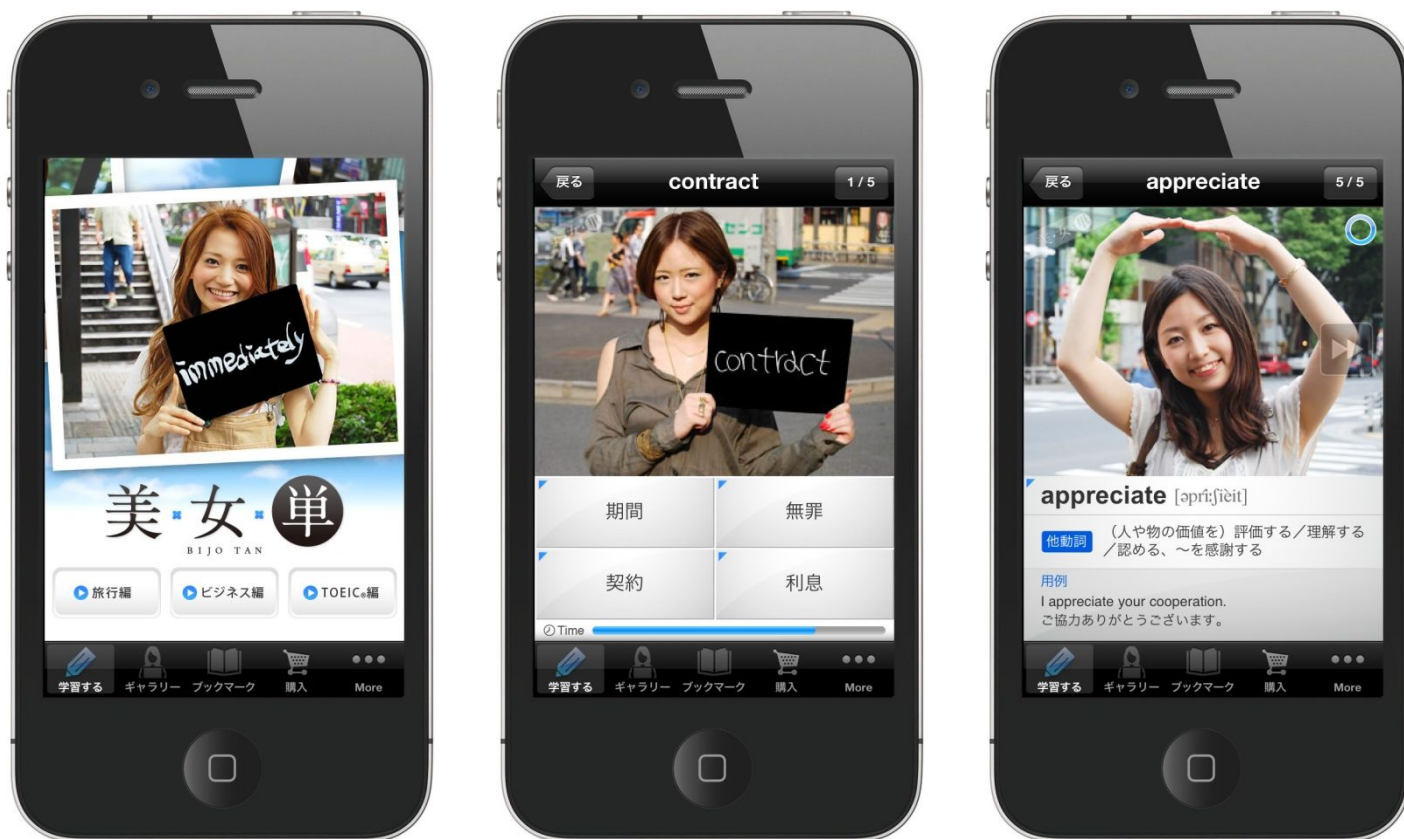 immediately
美女単
BIJO TAN
旅行編
ビジネス編
TOEIC®編
学習する
ギャラリー
ブックマーク
購入
More
戻る
contract
1 / 5
センコ
contract
期間
無罪
契約
利息
Time
学習する
ギャラリー
ブックマーク
購入
More
戻る
appreciate
5 / 5
appreciate [əpríːʃièit]
他動詞
(人や物の価値を)評価する/理解する
/認める、~を感謝する
用例
I appreciate your cooperation.
ご協力ありがとうございます。
学習する
ギャラリー
ブックマーク
購入
More